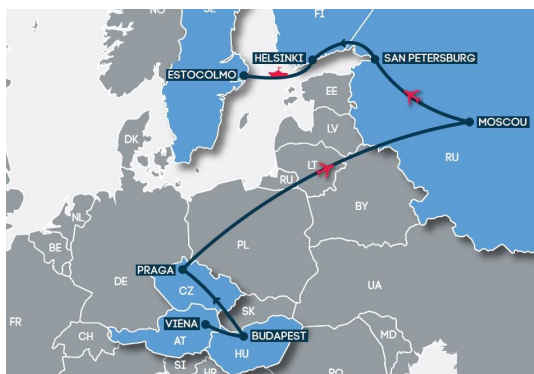 NO
SE
FI
HELSINKI
SAN PETERSBURG
ESTOCOLMO
EE
MOSCOU
LV
DK
LT
RU
RU
BY
NL
PL
BE
DE
PRAGA
CZ
UA
SK
FR
VIENA
BUDAPEST
CH
AT
HU
MD
SI
HR
RO